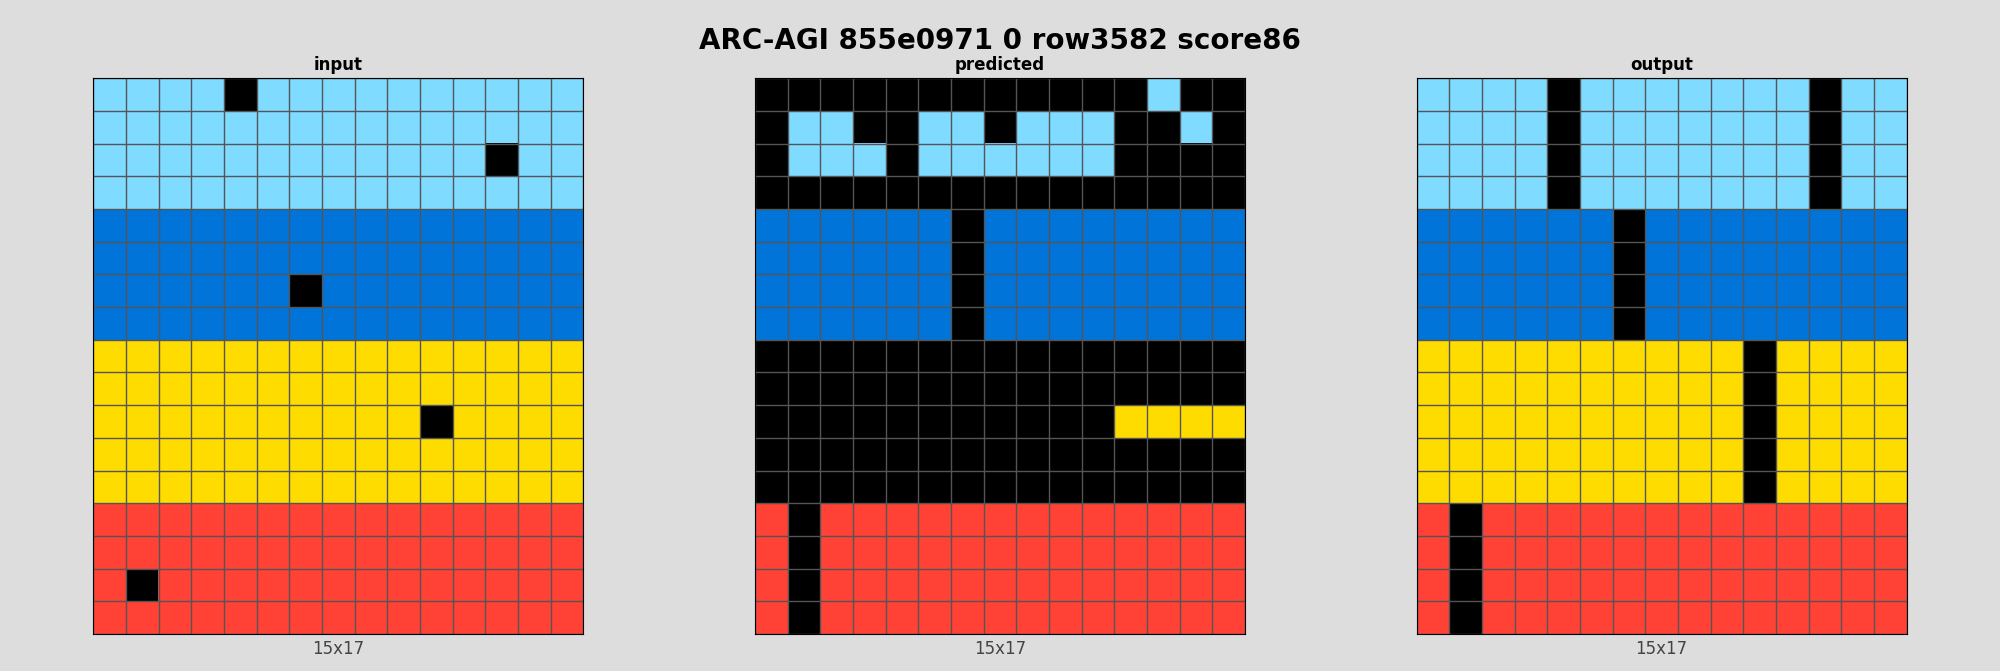 ARC-AGI 855e0971 0 row3582 score86
input
predicted
output
15x17
15x17
15x17